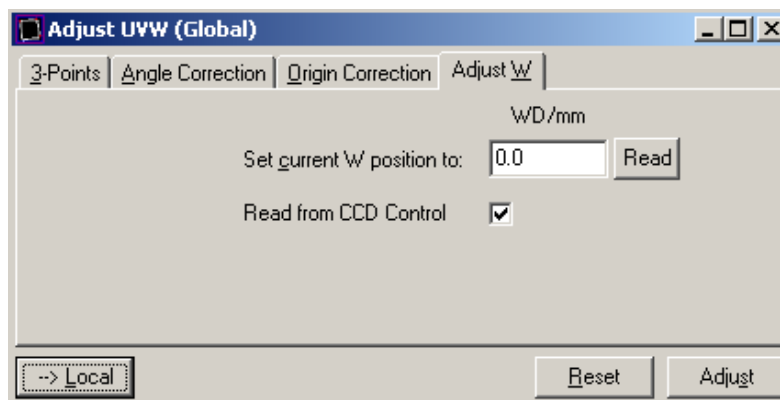 Adjust UVW (Global)
3-Points Angle Correction Origin Correction Adjust W
WD/mm
Set current W position to: 0.0 Read
Read from CCD Control
--> Local Reset Adjust